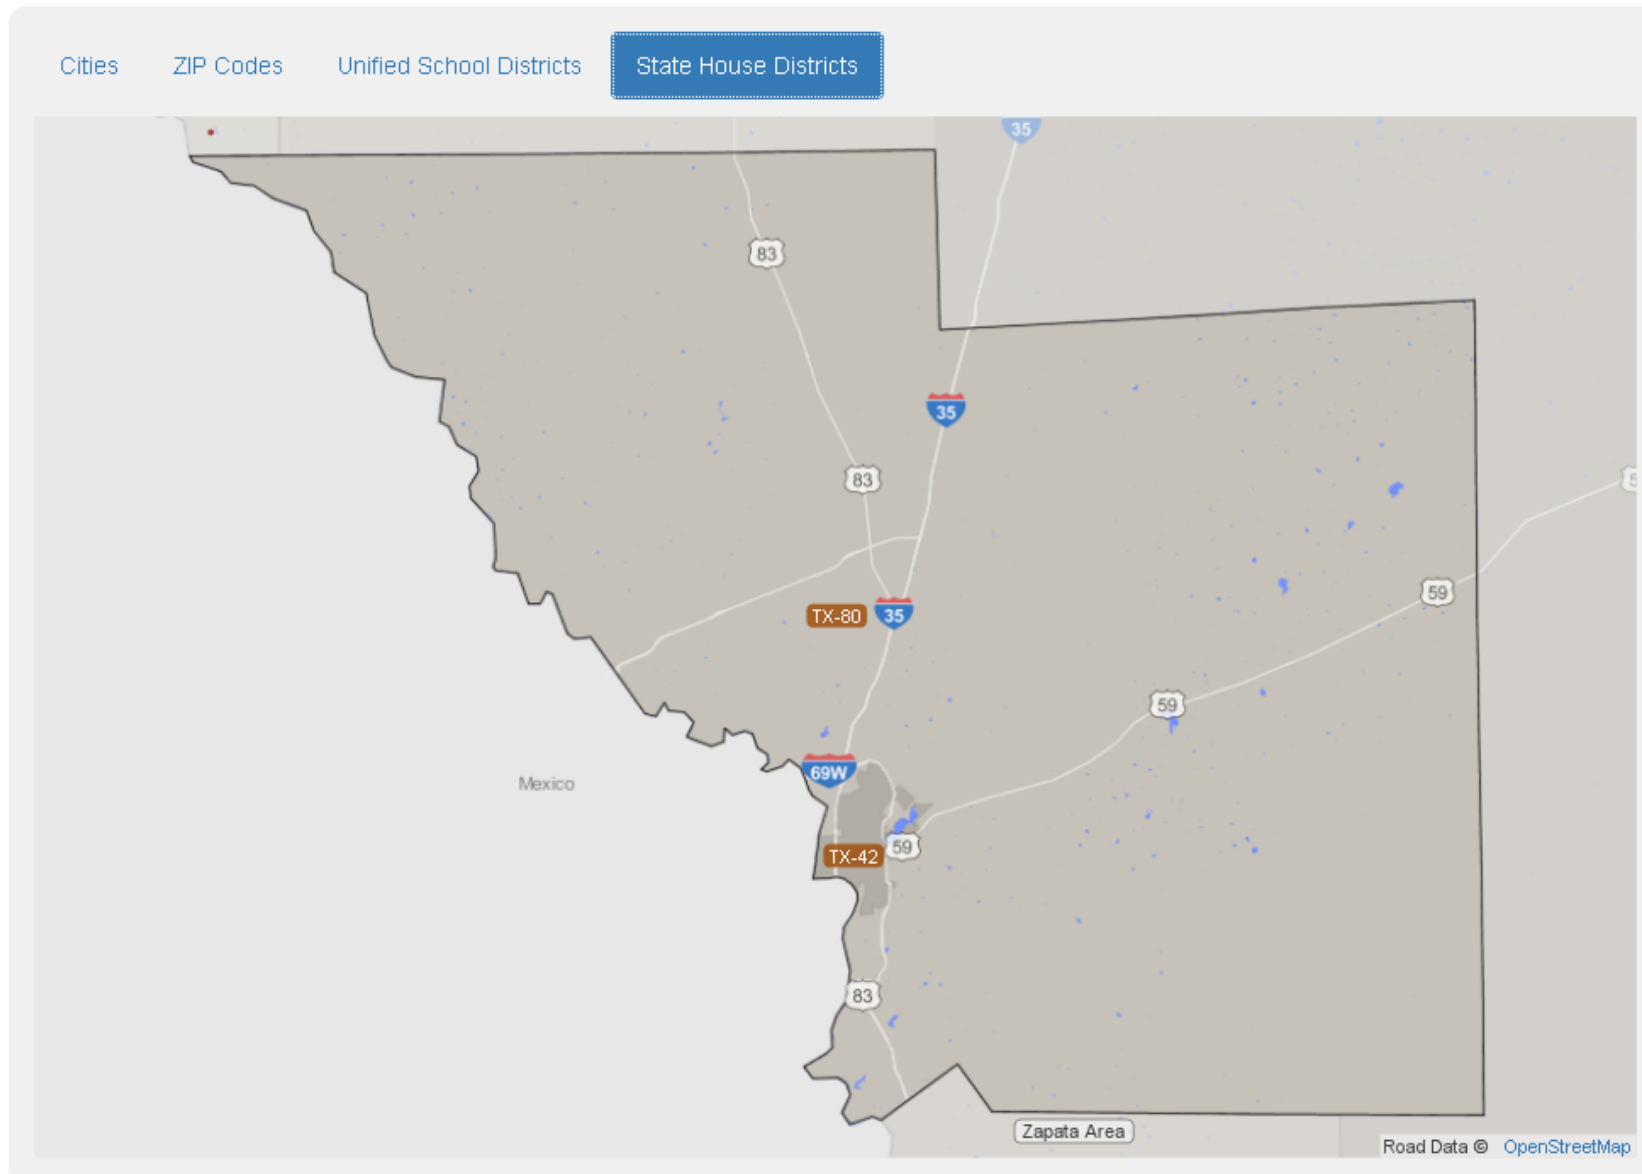 Cities
ZIP Codes
Unified School Districts
State House Districts
35
83
35
83
59
TX-80
35
59
69W
Mexico
59
TX-42
83
Zapata Area
Road Data © OpenStreetMap